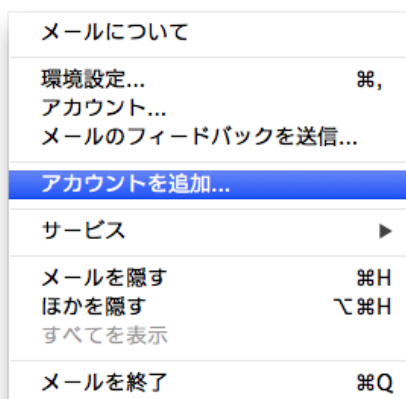 メールについて
環境設定... ⌘,
アカウント...
メールのフィードバックを送信...
アカウントを追加...
サービス ▶
メールを隠す ⌘H
ほかを隠す ⌥⌘H
すべてを表示
メールを終了 ⌘Q